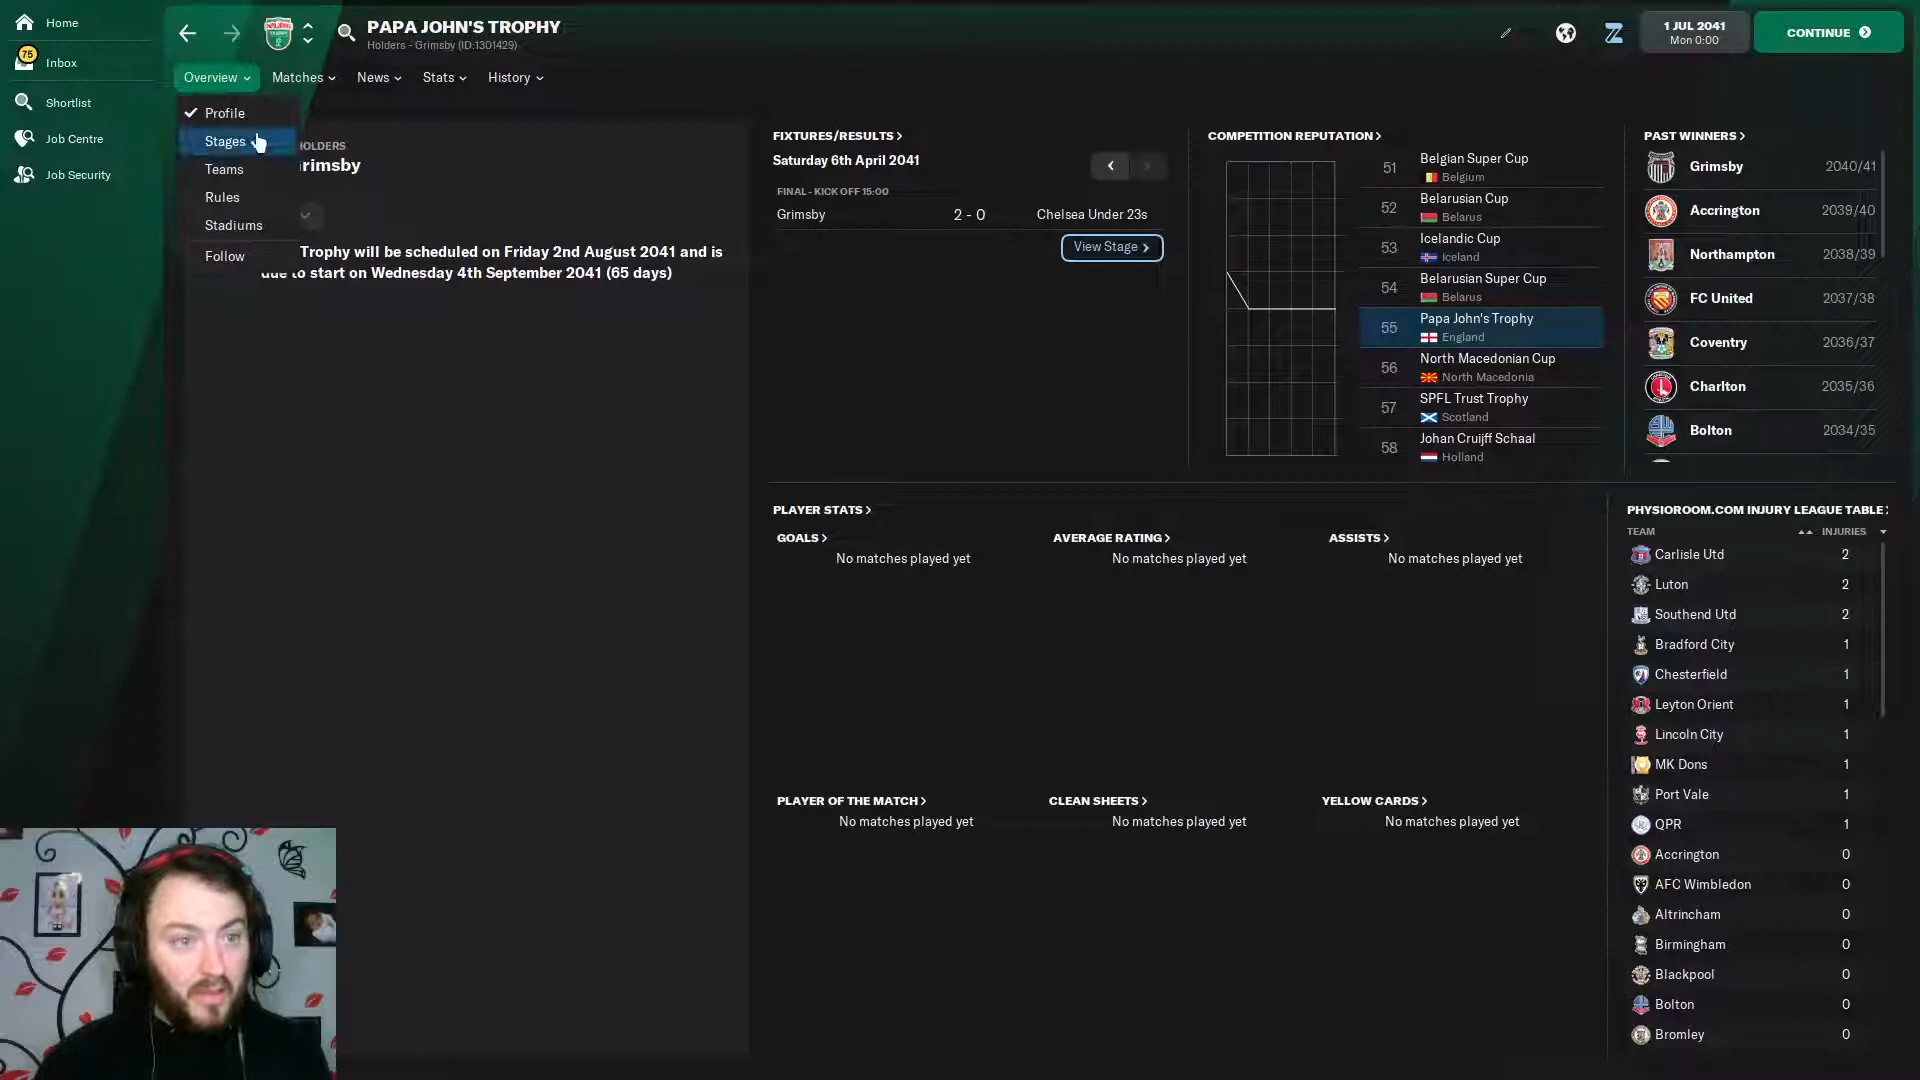 Home
75
Inbox
Shortlist
Job Centre
Job Security
PAPA JOHN'S TROPHY
Holders - Grimsby (ID:1301429)
1 JUL 2041
Mon 0:00
CONTINUE
Overview
Matches
News
Stats
History
Profile
Stages
Teams
Rules
Stadiums
Follow
HOLDERS
rimsby
Trophy will be scheduled on Friday 2nd August 2041 and is
due to start on Wednesday 4th September 2041 (65 days)
FIXTURES/RESULTS
Saturday 6th April 2041
FINAL - KICK OFF 15:00
Grimsby 2 - 0 Chelsea Under 23s
View Stage
COMPETITION REPUTATION
51 Belgian Super Cup
Belgium
52 Belarusian Cup
Belarus
53 Icelandic Cup
Iceland
54 Belarusian Super Cup
Belarus
55 Papa John's Trophy
England
56 North Macedonian Cup
North Macedonia
57 SPFL Trust Trophy
Scotland
58 Johan Cruijff Schaal
Holland
PAST WINNERS
Grimsby 2040/41
Accrington 2039/40
Northampton 2038/39
FC United 2037/38
Coventry 2036/37
Charlton 2035/36
Bolton 2034/35
PLAYER STATS
GOALS
No matches played yet
AVERAGE RATING
No matches played yet
ASSISTS
No matches played yet
PLAYER OF THE MATCH
No matches played yet
CLEAN SHEETS
No matches played yet
YELLOW CARDS
No matches played yet
PHYSIOROOM.COM INJURY LEAGUE TABLE
TEAM INJURIES
Carlisle Utd 2
Luton 2
Southend Utd 2
Bradford City 1
Chesterfield 1
Leyton Orient 1
Lincoln City 1
MK Dons 1
Port Vale 1
QPR 1
Accrington 0
AFC Wimbledon 0
Altrincham 0
Birmingham 0
Blackpool 0
Bolton 0
Bromley 0